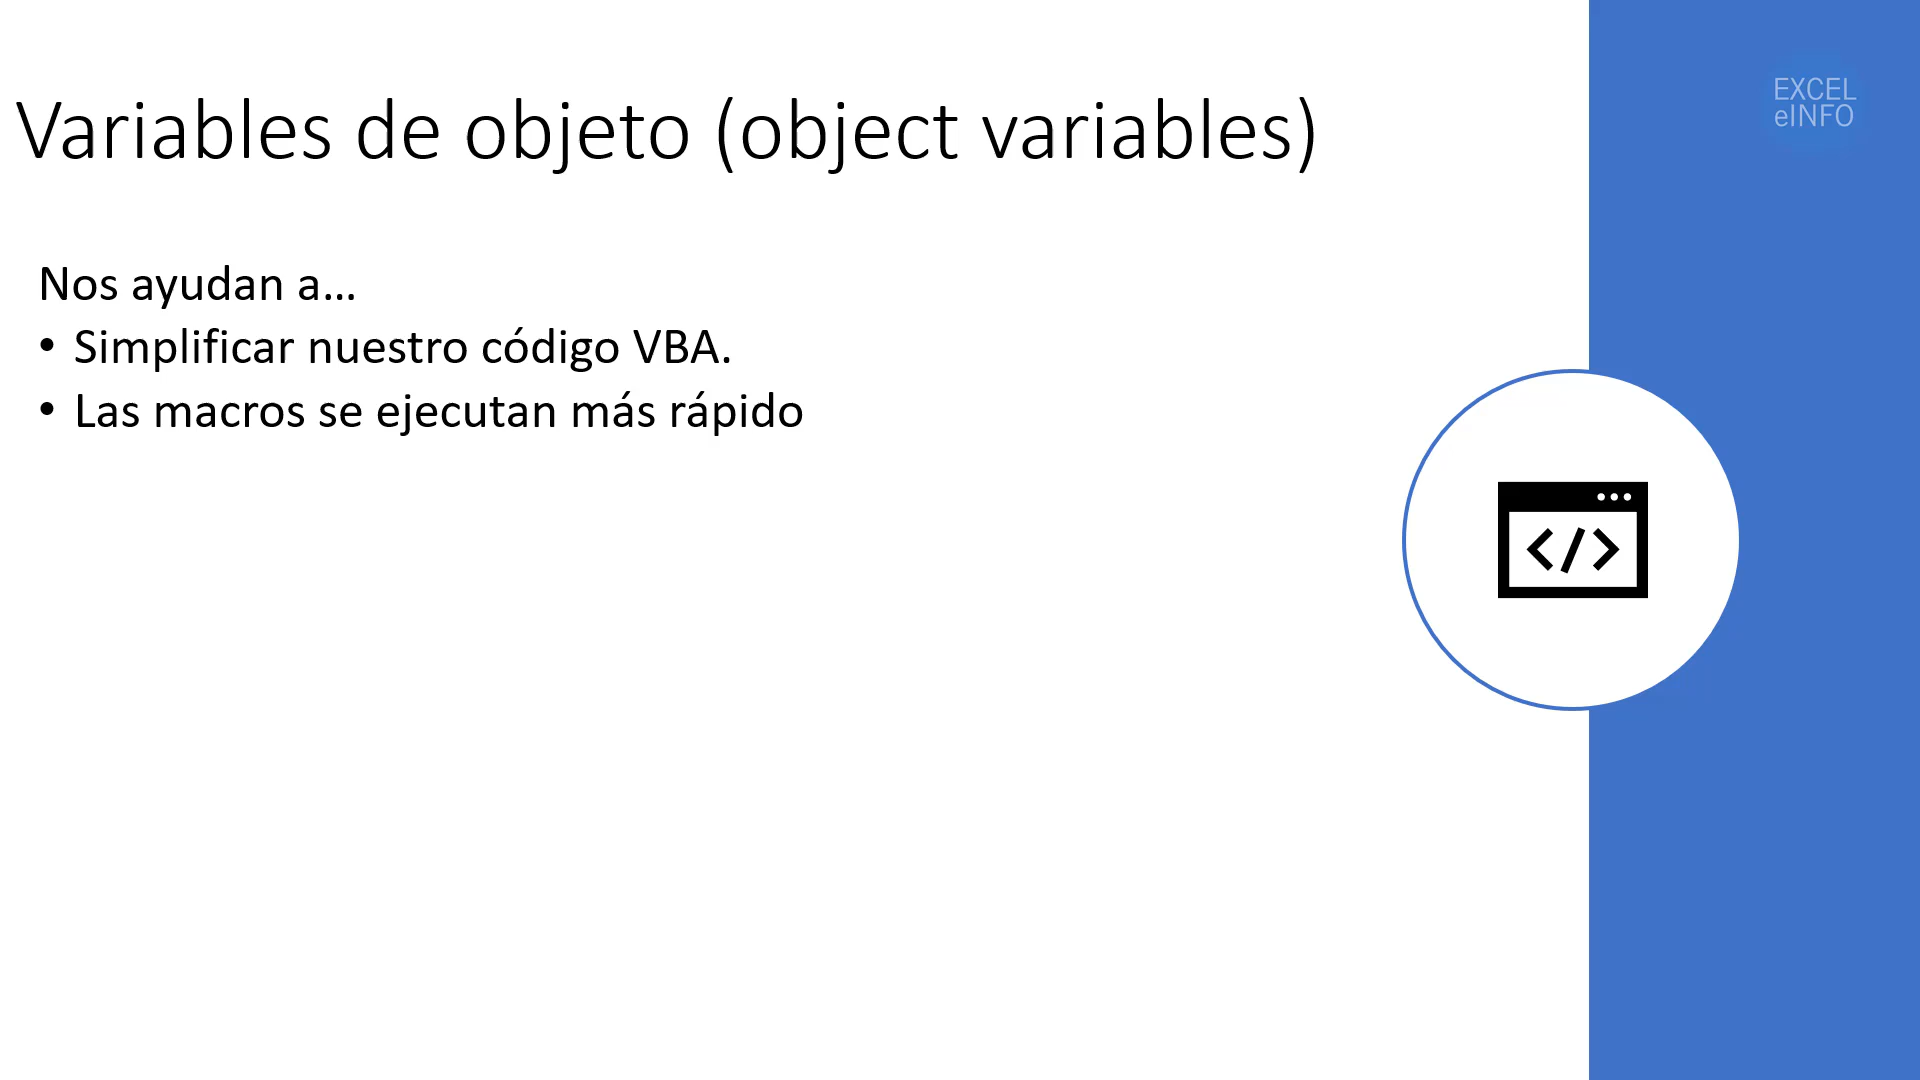 Variables de objeto (object variables)
EXCEL
eINFO
Nos ayudan a...
• Simplificar nuestro código VBA.
• Las macros se ejecutan más rápido
</>